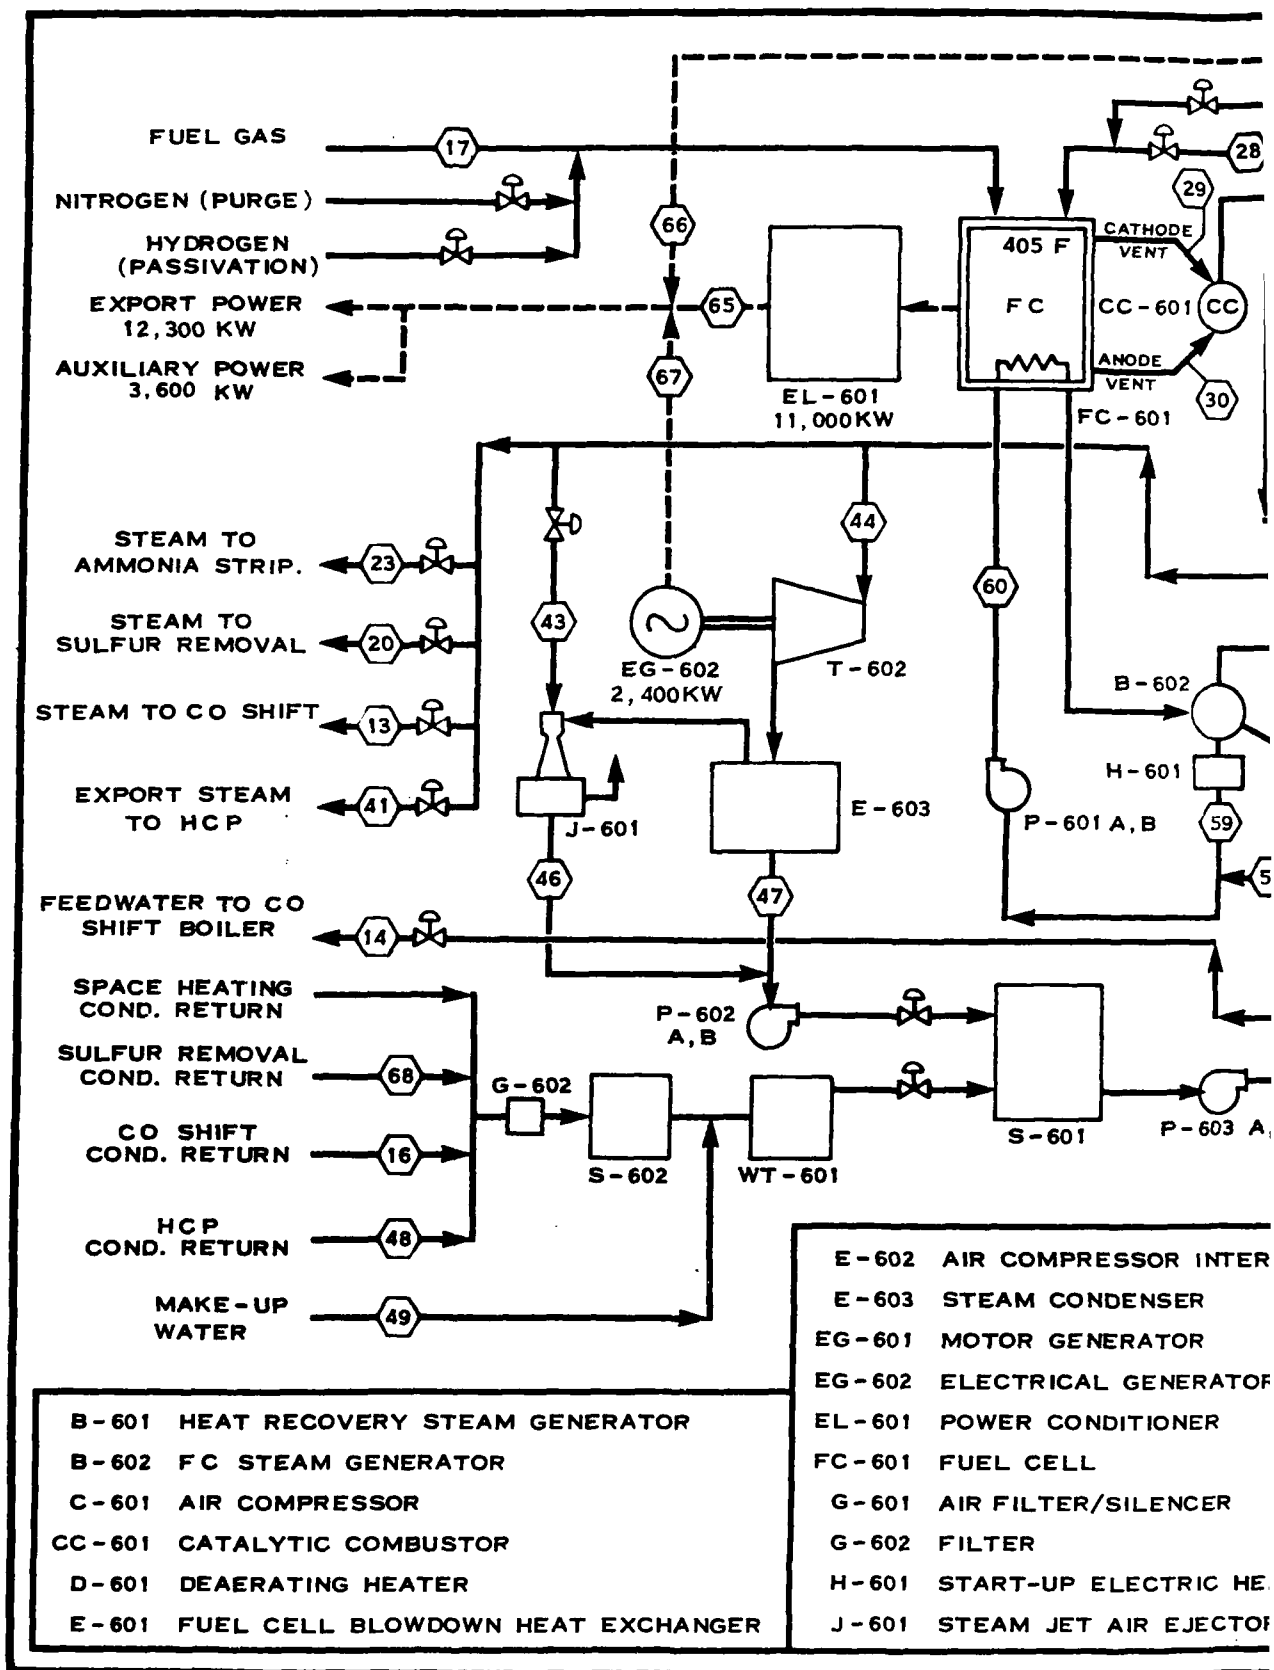 FUEL GAS
17
28
NITROGEN (PURGE)
29
HYDROGEN
(PASSIVATION)
66
405 F
CATHODE
VENT
EXPORT POWER
12,300 KW
65
FC
CC-601
CC
AUXILIARY POWER
3,600 KW
67
ANODE
VENT
30
EL-601
11,000KW
FC-601
STEAM TO
AMMONIA STRIP.
23
44
60
STEAM TO
SULFUR REMOVAL
20
43
EG-602
2,400KW
T-602
B-602
STEAM TO CO SHIFT
13
H-601
EXPORT STEAM
TO HCP
41
J-601
E-603
P-601 A, B
59
46
47
5
FEEDWATER TO CO
SHIFT BOILER
14
SPACE HEATING
COND. RETURN
P-602
A, B
SULFUR REMOVAL
COND. RETURN
68
G-602
CO SHIFT
COND. RETURN
16
S-602
WT-601
S-601
P-603 A,
HCP
COND. RETURN
48
MAKE-UP
WATER
49
B-601 HEAT RECOVERY STEAM GENERATOR
B-602 FC STEAM GENERATOR
C-601 AIR COMPRESSOR
CC-601 CATALYTIC COMBUSTOR
D-601 DEAERATING HEATER
E-601 FUEL CELL BLOWDOWN HEAT EXCHANGER
E-602 AIR COMPRESSOR INTER
E-603 STEAM CONDENSER
EG-601 MOTOR GENERATOR
EG-602 ELECTRICAL GENERATOR
EL-601 POWER CONDITIONER
FC-601 FUEL CELL
G-601 AIR FILTER/SILENCER
G-602 FILTER
H-601 START-UP ELECTRIC HE
J-601 STEAM JET AIR EJECTOR